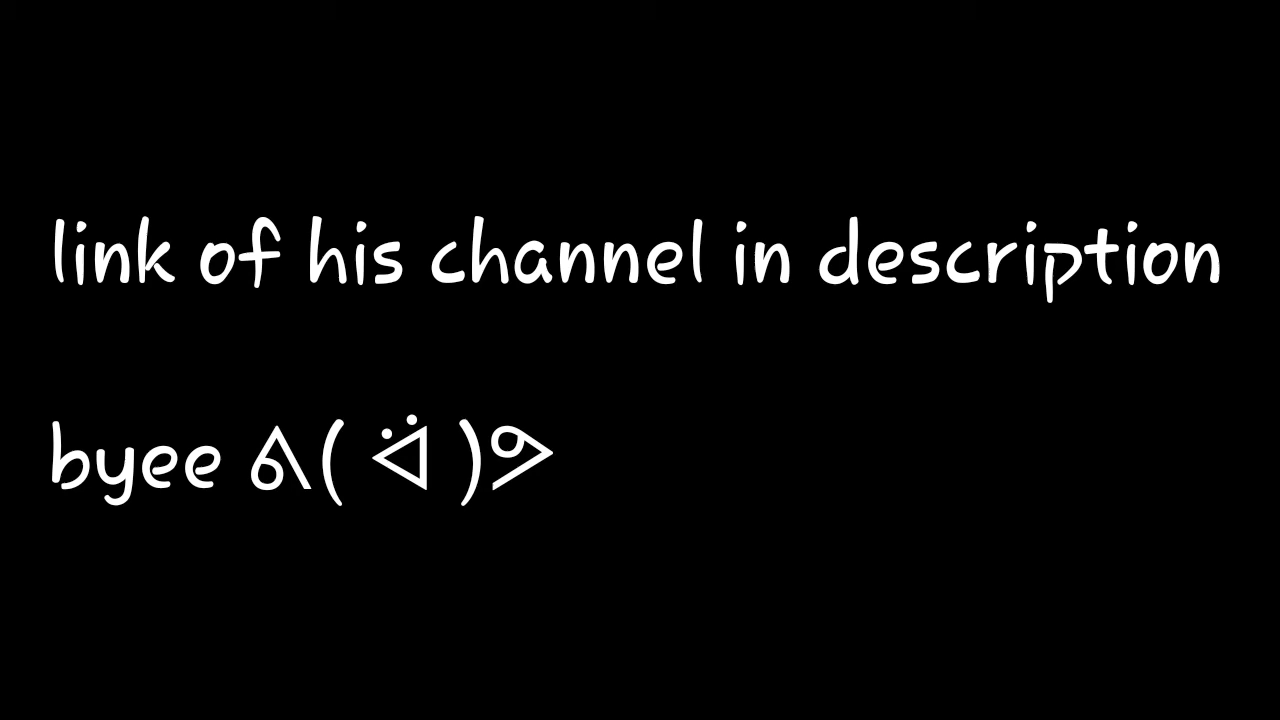 link of his channel in description
byee ᕕ( ᐛ )ᕗ